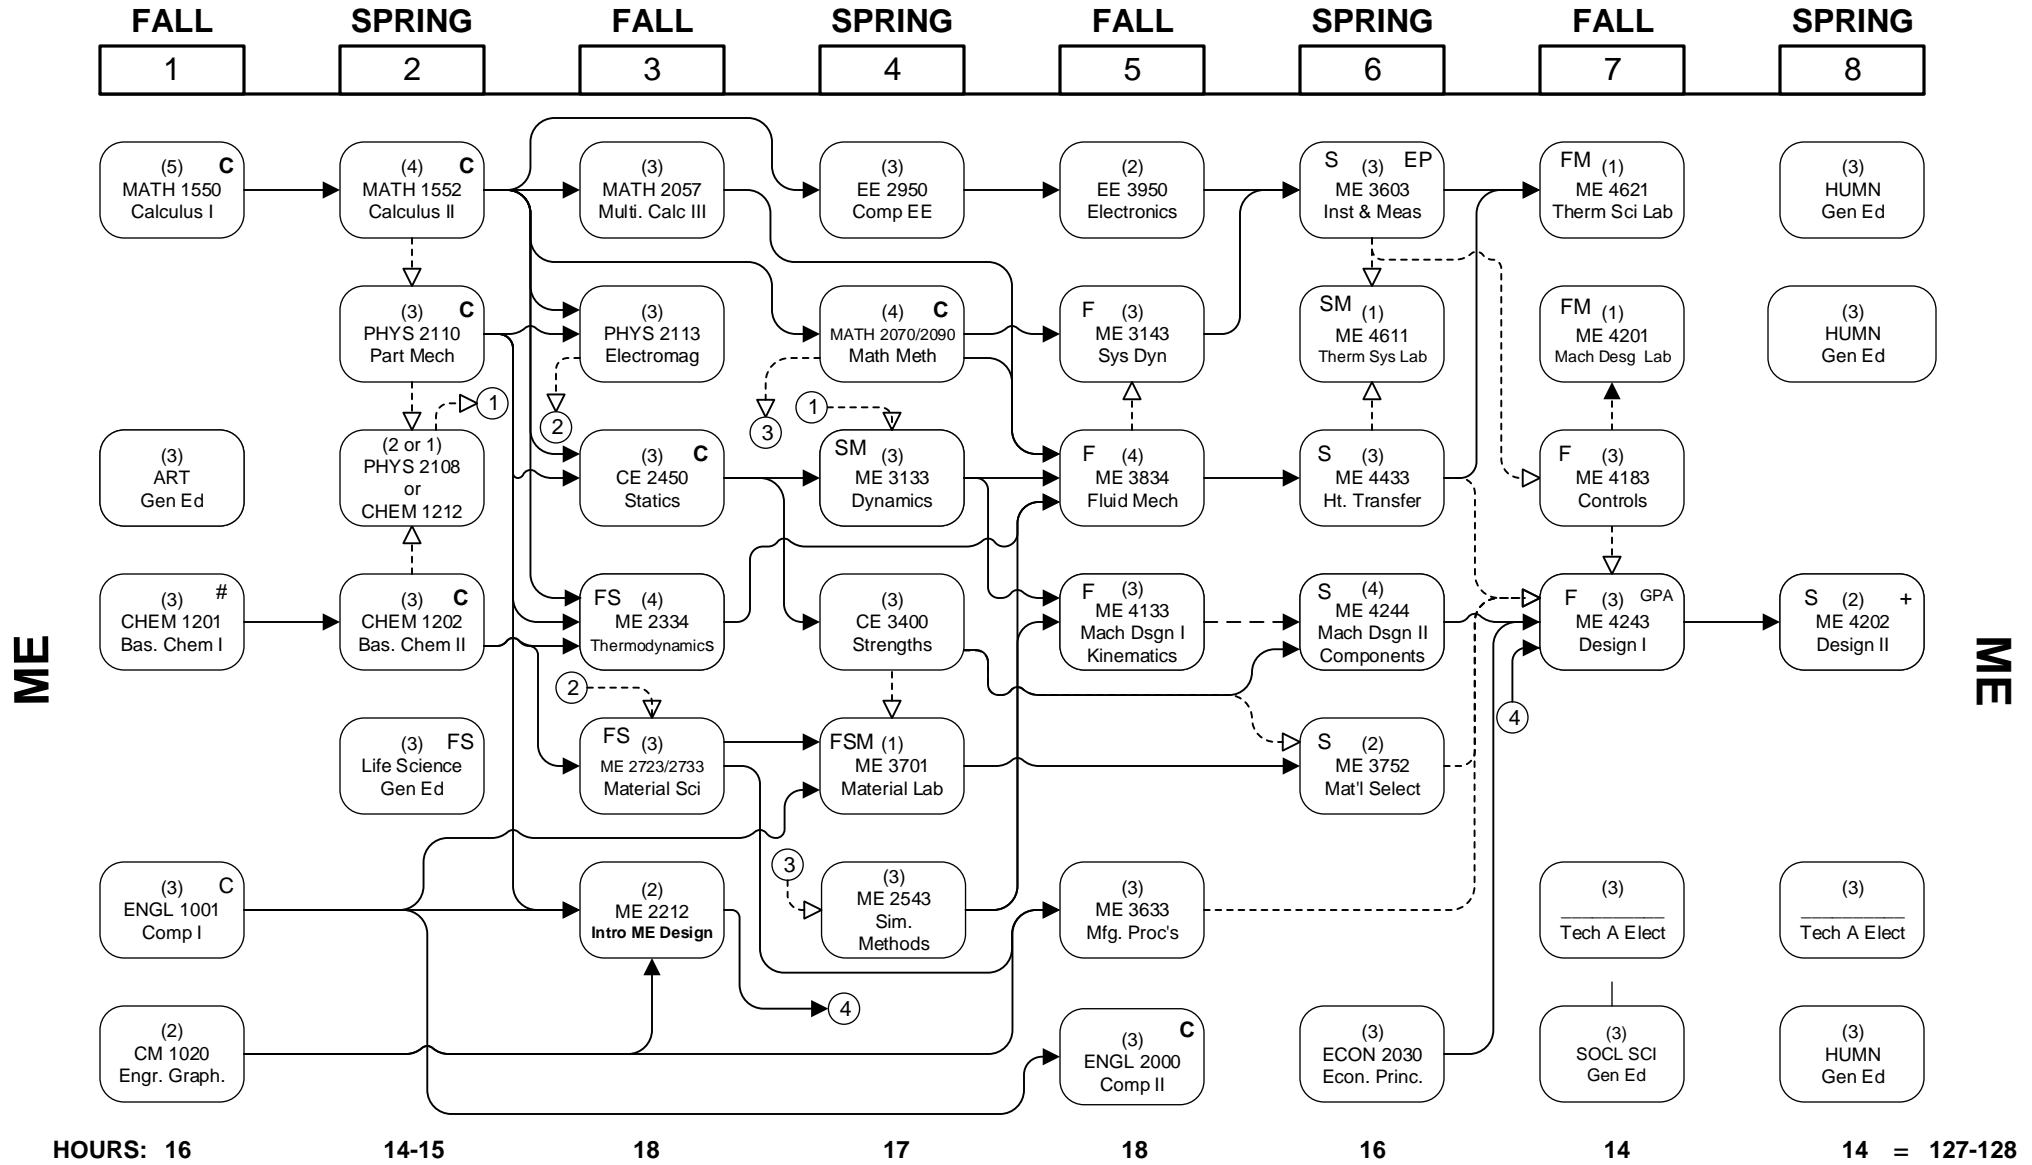 FALL SPRING FALL SPRING FALL SPRING FALL SPRING
1 2 3 4 5 6 7 8
(5) C
MATH 1550
Calculus I
(4) C
MATH 1552
Calculus II
(3)
MATH 2057
Multi. Calc III
(3)
EE 2950
Comp EE
(2)
EE 3950
Electronics
S (3) EP
ME 3603
Inst & Meas
FM (1)
ME 4621
Therm Sci Lab
(3)
HUMN
Gen Ed
(3) C
PHYS 2110
Part Mech
(3)
PHYS 2113
Electromag
(4) C
MATH 2070/2090
Math Meth
F (3)
ME 3143
Sys Dyn
SM (1)
ME 4611
Therm Sys Lab
FM (1)
ME 4201
Mach Desg Lab
(3)
HUMN
Gen Ed
1
2
3
1
(3)
ART
Gen Ed
(2 or 1)
PHYS 2108
or
CHEM 1212
(3) C
CE 2450
Statics
SM (3)
ME 3133
Dynamics
F (4)
ME 3834
Fluid Mech
S (3)
ME 4433
Ht. Transfer
F (3)
ME 4183
Controls
ME
(3) #
CHEM 1201
Bas. Chem I
(3) C
CHEM 1202
Bas. Chem II
FS (4)
ME 2334
Thermodynamics
(3)
CE 3400
Strengths
F (3)
ME 4133
Mach Dsgn I
Kinematics
S (4)
ME 4244
Mach Dsgn II
Components
F (3) GPA
ME 4243
Design I
S (2) +
ME 4202
Design II
ME
2
4
(3) FS
Life Science
Gen Ed
FS (3)
ME 2723/2733
Material Sci
FSM (1)
ME 3701
Material Lab
S (2)
ME 3752
Mat'l Select
3
(3) C
ENGL 1001
Comp I
(2)
ME 2212
Intro ME Design
(3)
ME 2543
Sim.
Methods
(3)
ME 3633
Mfg. Proc's
(3)
___________
Tech A Elect
(3)
___________
Tech A Elect
4
(2)
CM 1020
Engr. Graph.
(3) C
ENGL 2000
Comp II
(3)
ECON 2030
Econ. Princ.
(3)
SOCL SCI
Gen Ed
(3)
HUMN
Gen Ed
HOURS: 16 14-15 18 17 18 16 14 14 = 127-128